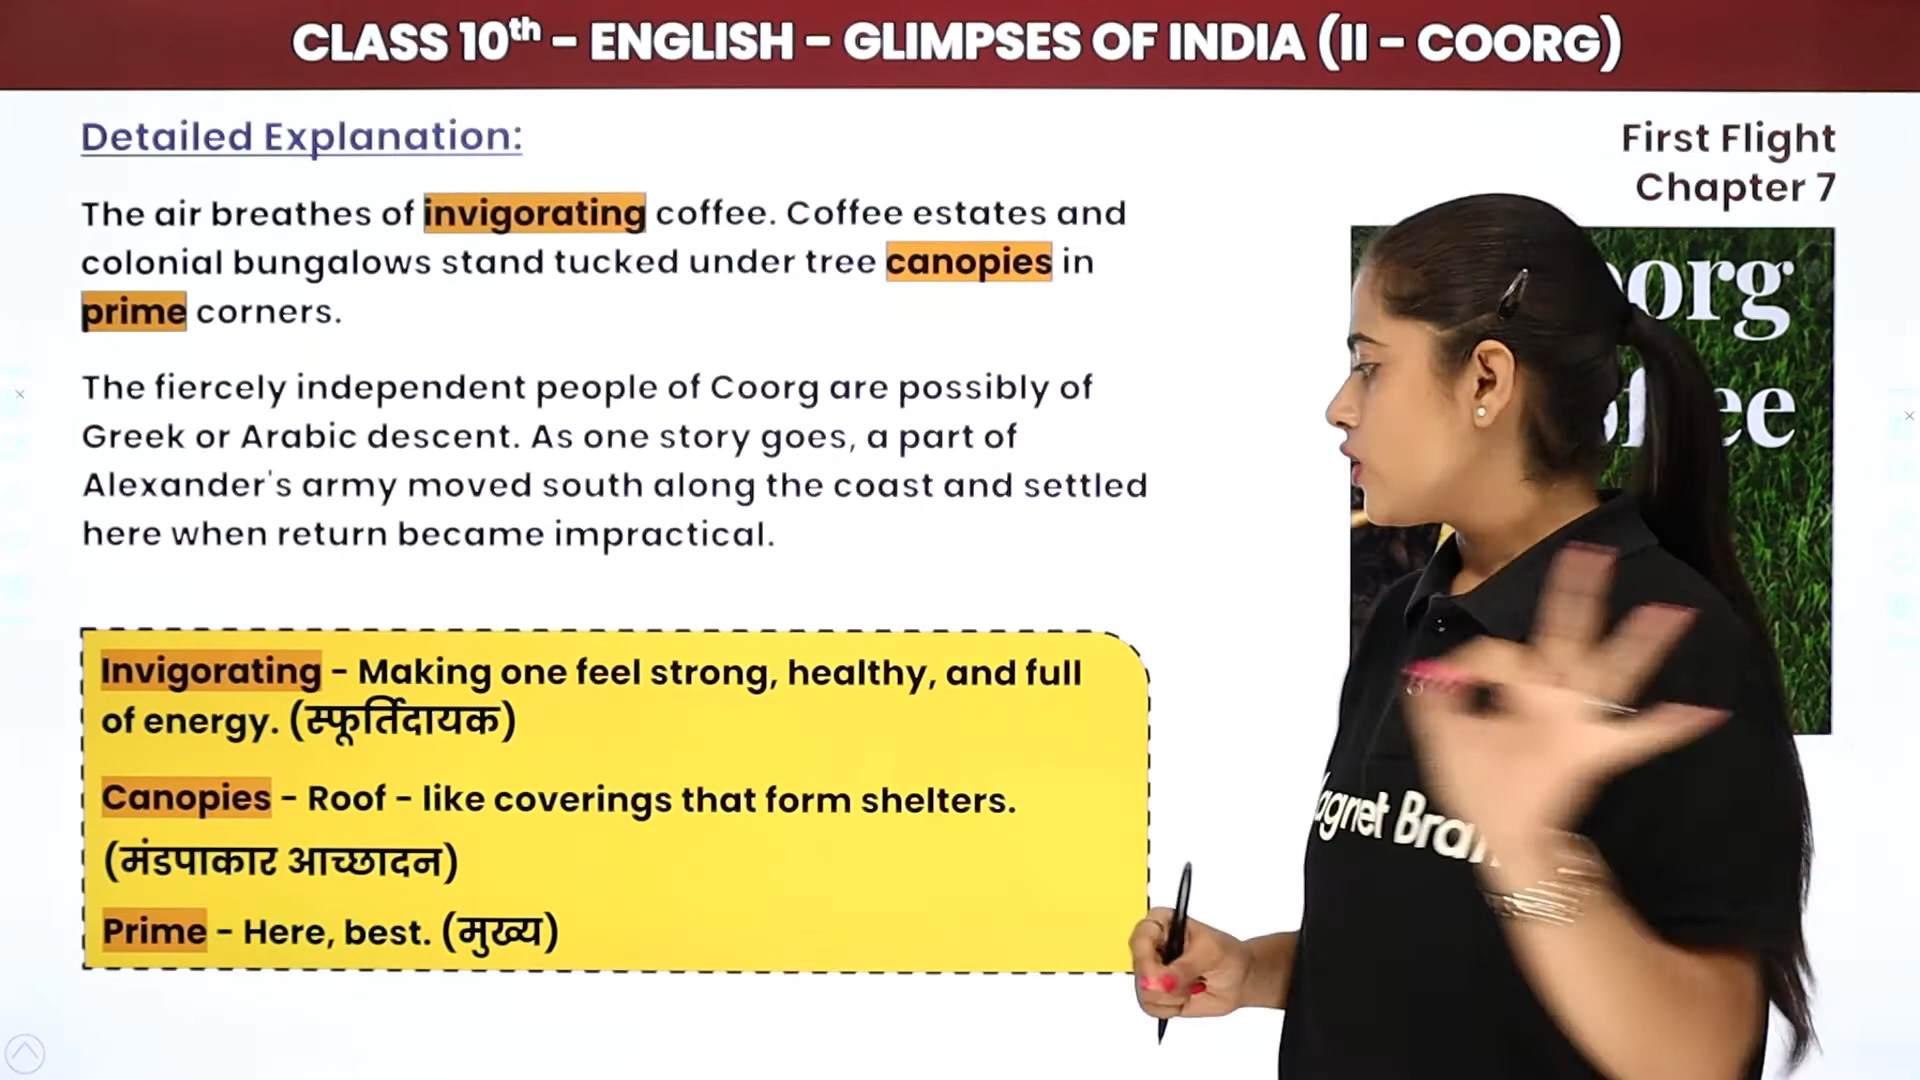 CLASS 10th – ENGLISH – GLIMPSES OF INDIA (II – COORG)
Detailed Explanation:
First Flight
Chapter 7
The air breathes of invigorating coffee. Coffee estates and
colonial bungalows stand tucked under tree canopies in
prime corners.
The fiercely independent people of Coorg are possibly of
Greek or Arabic descent. As one story goes, a part of
Alexander's army moved south along the coast and settled
here when return became impractical.
Invigorating – Making one feel strong, healthy, and full
of energy. (स्फूर्तिदायक)
Canopies – Roof – like coverings that form shelters.
(मंडपाकार आच्छादन)
Prime – Here, best. (मुख्य)